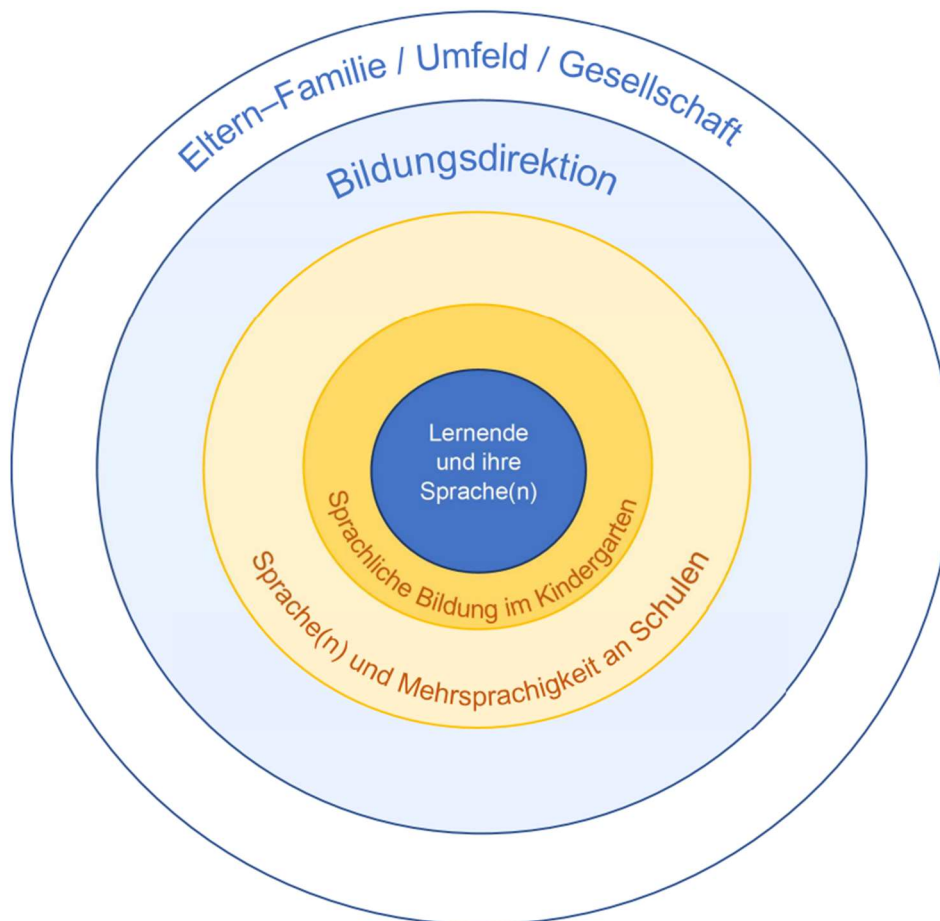 Eltern–Familie / Umfeld / Gesellschaft
Bildungsdirektion
Lernende
und ihre
Sprache(n)
Sprachliche Bildung im Kindergarten
Sprache(n) und Mehrsprachigkeit an Schulen